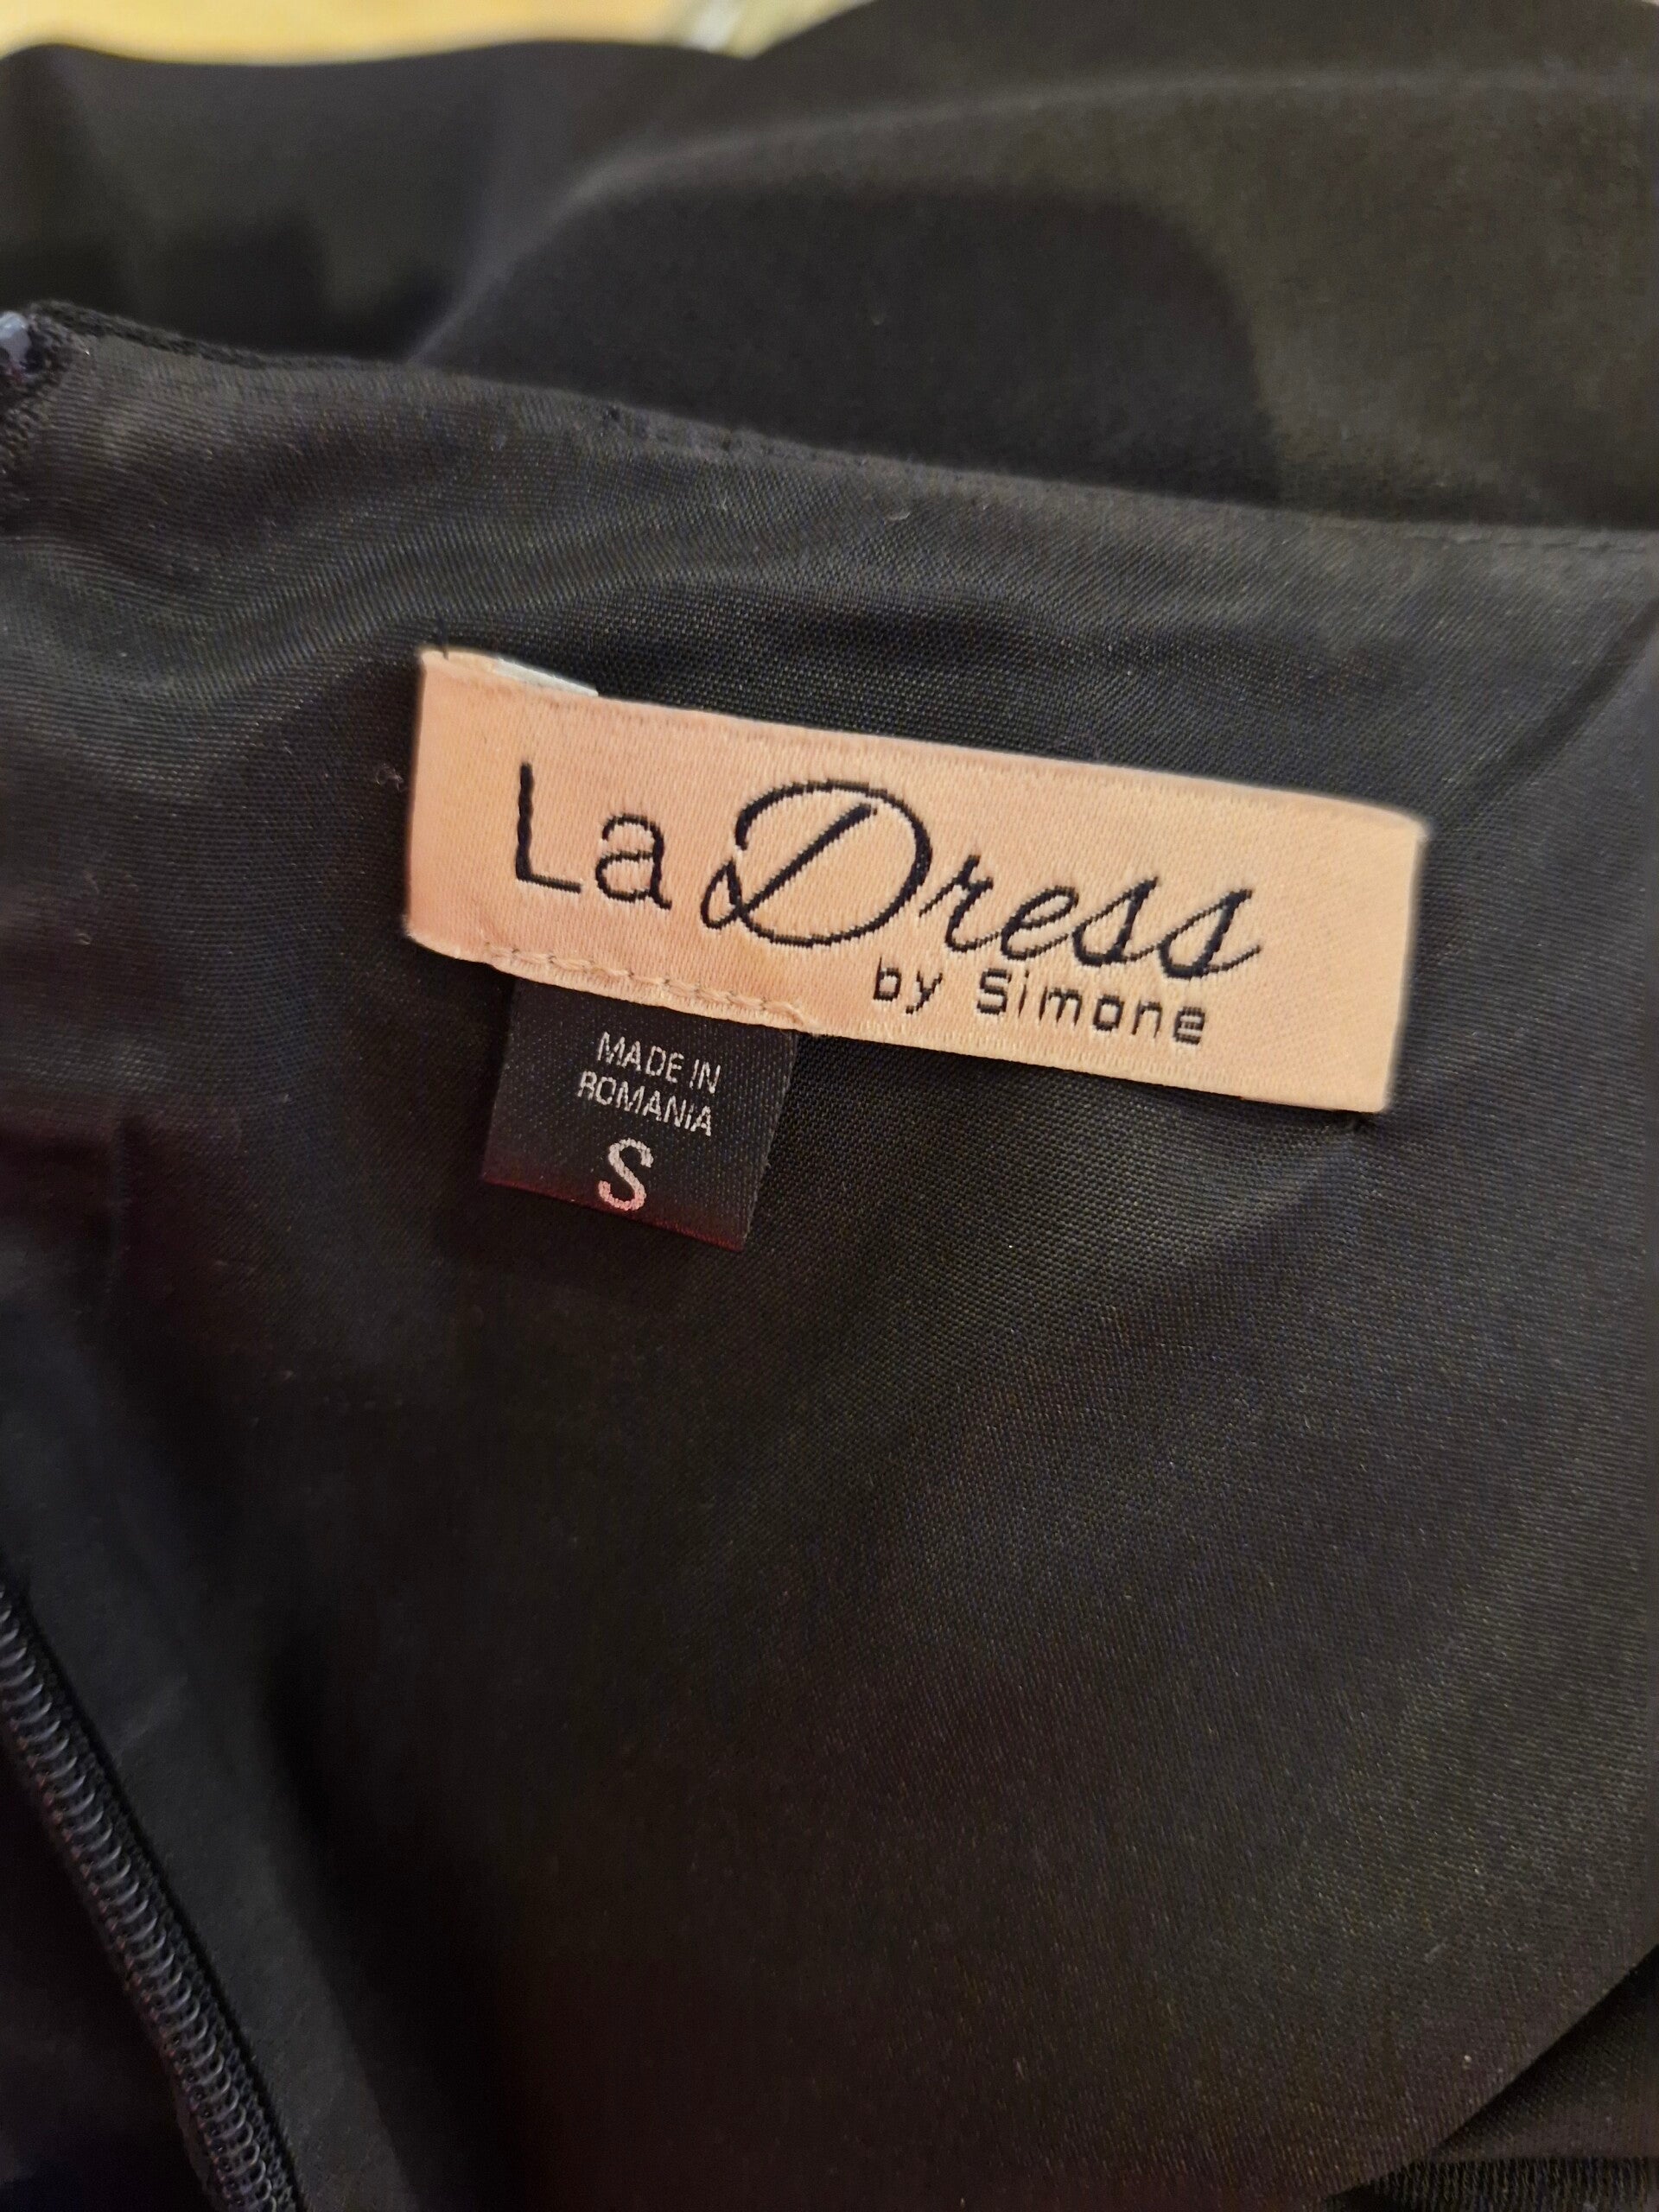 La Dress
by Simone
MADE IN
ROMANIA
S